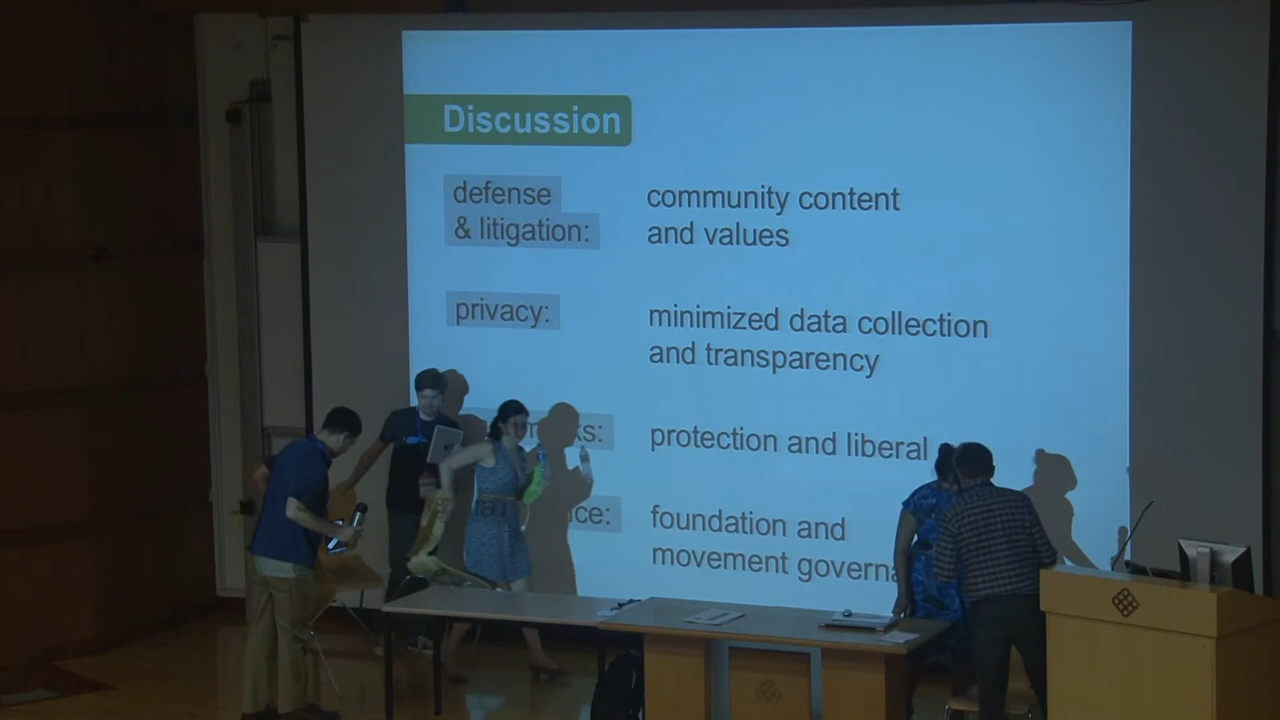 Discussion
defense
& litigation:
community content
and values
privacy:
minimized data collection
and transparency
protection and liberal
foundation and
movement